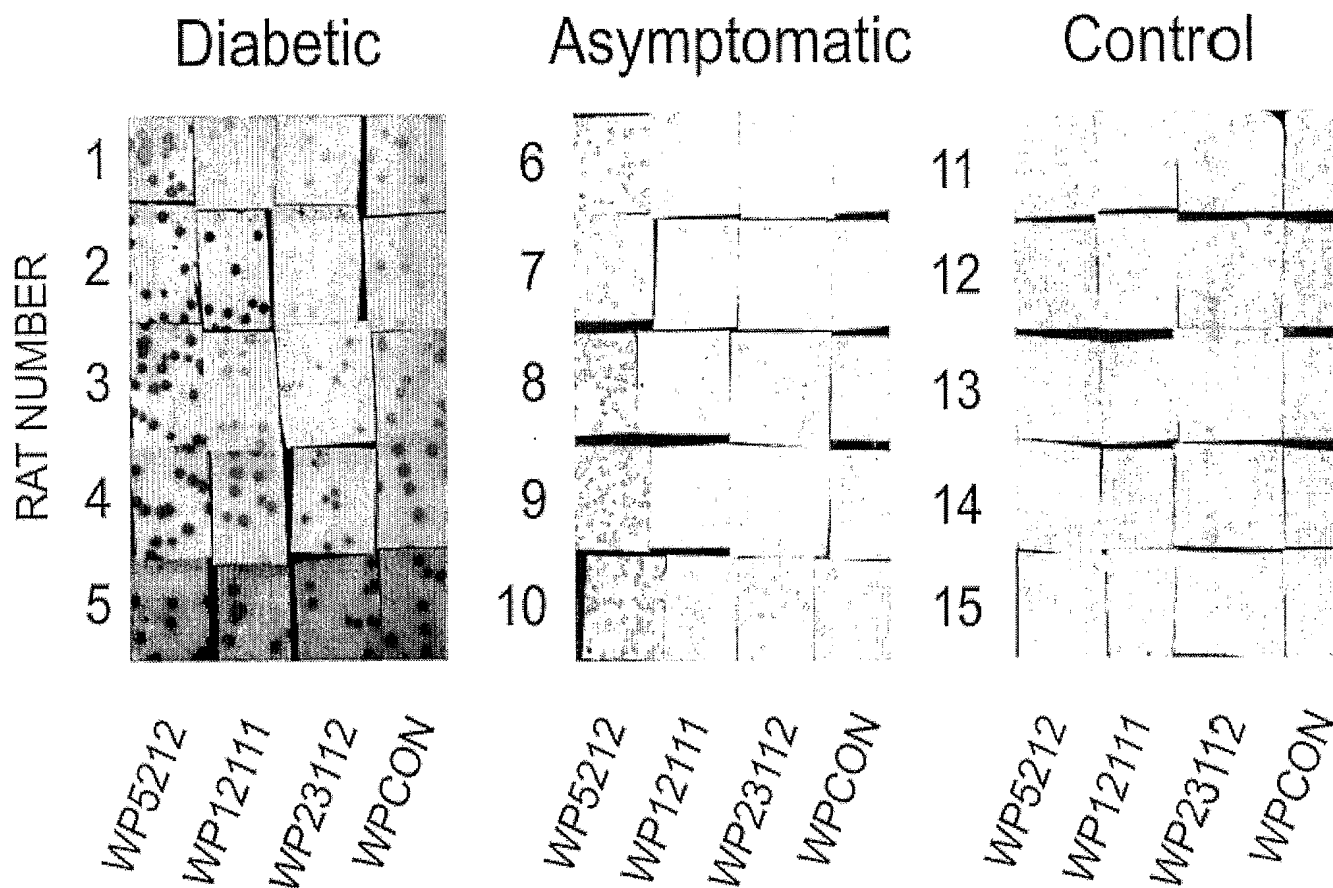 Diabetic
Asymptomatic
Control
RAT NUMBER
1
2
3
4
5
6
7
8
9
10
11
12
13
14
15
WP5212
WP12111
WP23112
WPCON
WP5212
WP12111
WP23112
WPCON
WP5212
WP12111
WP23112
WPCON